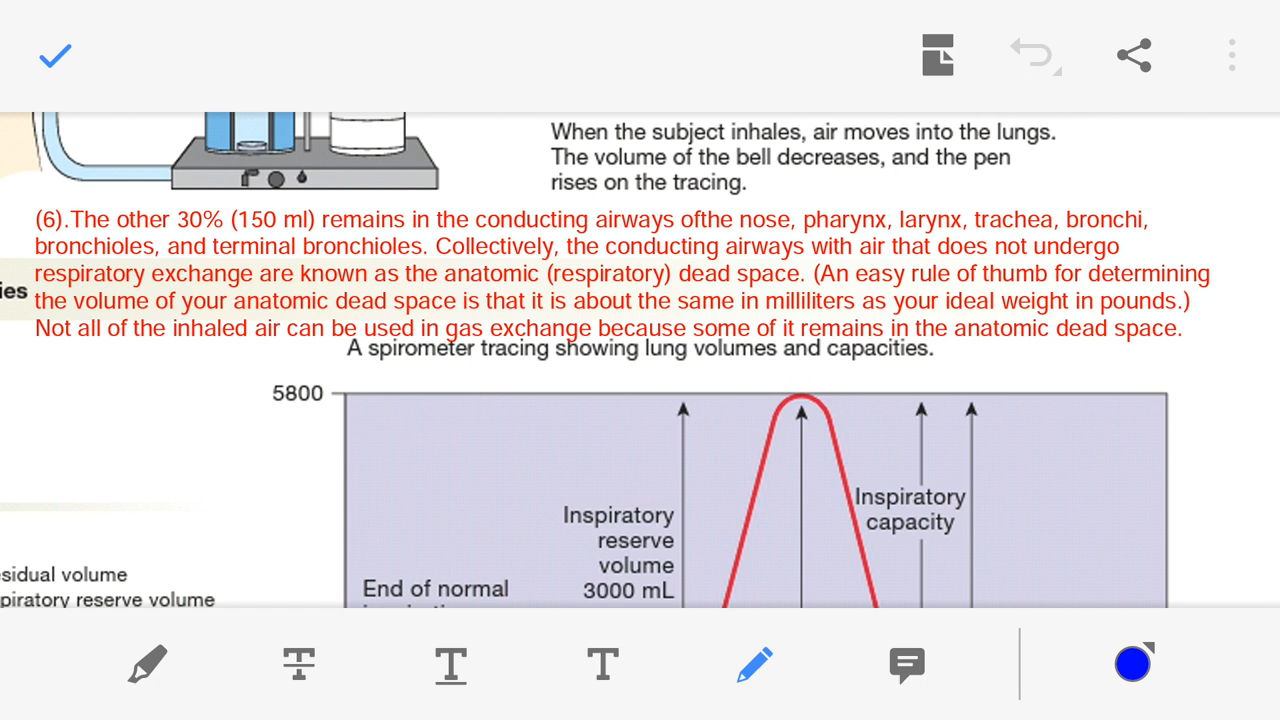 When the subject inhales, air moves into the lungs.
The volume of the bell decreases, and the pen
rises on the tracing.
(6).The other 30% (150 ml) remains in the conducting airways ofthe nose, pharynx, larynx, trachea, bronchi,
bronchioles, and terminal bronchioles. Collectively, the conducting airways with air that does not undergo
respiratory exchange are known as the anatomic (respiratory) dead space. (An easy rule of thumb for determining
ies the volume of your anatomic dead space is that it is about the same in milliliters as your ideal weight in pounds.)
Not all of the inhaled air can be used in gas exchange because some of it remains in the anatomic dead space.
A spirometer tracing showing lung volumes and capacities.
5800
Inspiratory
capacity
Inspiratory
reserve
volume
3000 mL
End of normal
sidual volume
piratory reserve volume
T
T
T